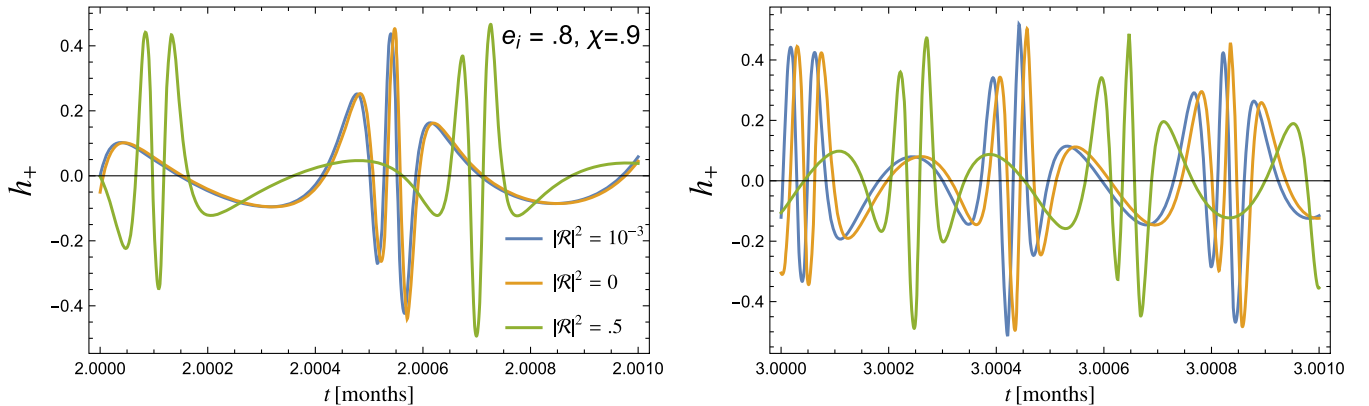 e_i = .8, χ=.9
h_+
0.4
0.2
0.0
−0.2
−0.4
|ℛ|² = 10⁻³
|ℛ|² = 0
|ℛ|² = .5
2.0000 2.0002 2.0004 2.0006 2.0008 2.0010
t [months]
h_+
0.4
0.2
0.0
−0.2
−0.4
3.0000 3.0002 3.0004 3.0006 3.0008 3.0010
t [months]